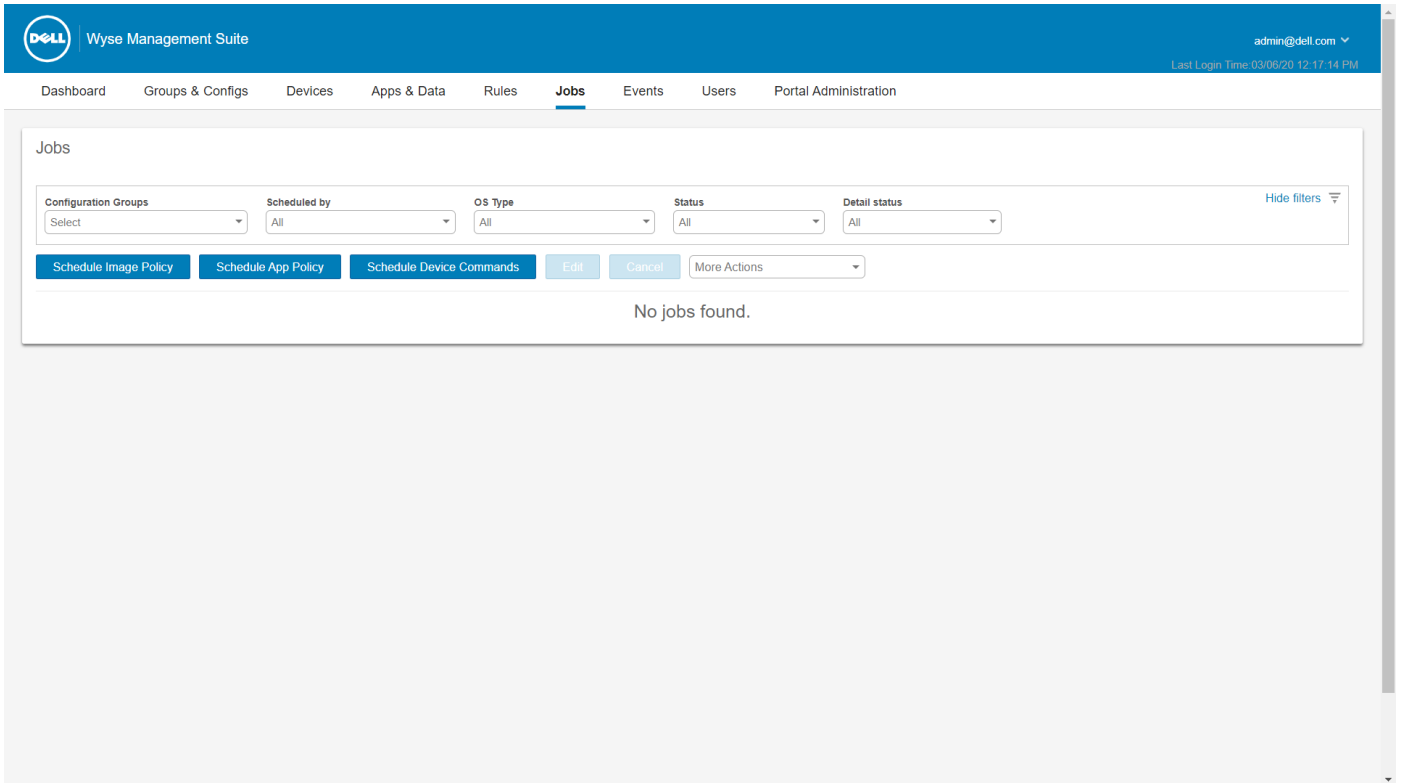 DELL Wyse Management Suite
admin@dell.com
Last Login Time:03/06/20 12:17:14 PM
Dashboard Groups & Configs Devices Apps & Data Rules Jobs Events Users Portal Administration
Jobs
Hide filters
Configuration Groups Scheduled by OS Type Status Detail status
Select All All All All
Schedule Image Policy Schedule App Policy Schedule Device Commands Edit Cancel More Actions
No jobs found.